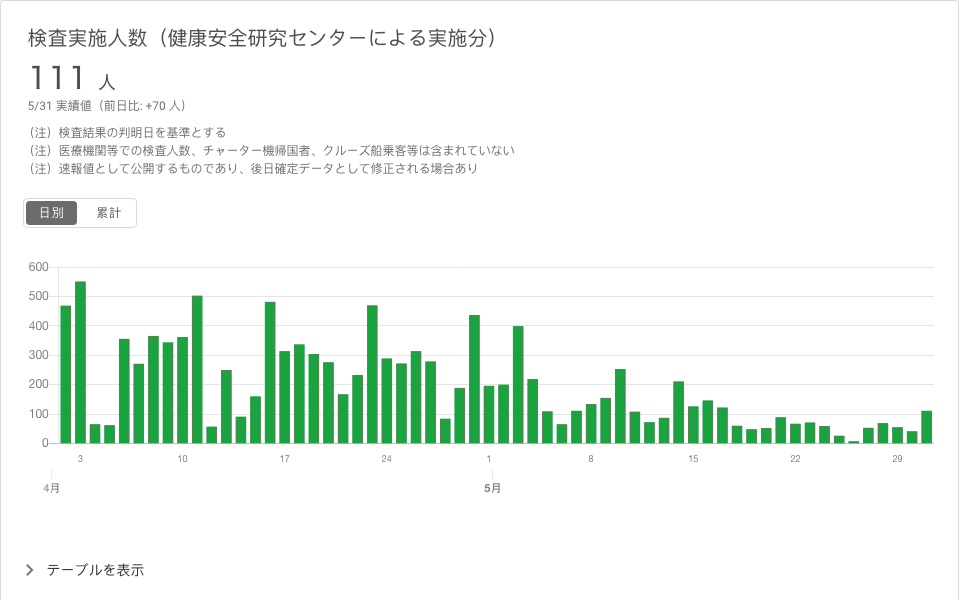 検査実施人数（健康安全研究センターによる実施分）
111 人
5/31 実績値（前日比: +70 人）
（注）検査結果の判明日を基準とする
（注）医療機関等での検査人数、チャーター機帰国者、クルーズ船乗客等は含まれていない
（注）速報値として公開するものであり、後日確定データとして修正される場合あり
日別 累計
600
500
400
300
200
100
0
3 10 17 24 1 8 15 22 29
4月 5月
テーブルを表示